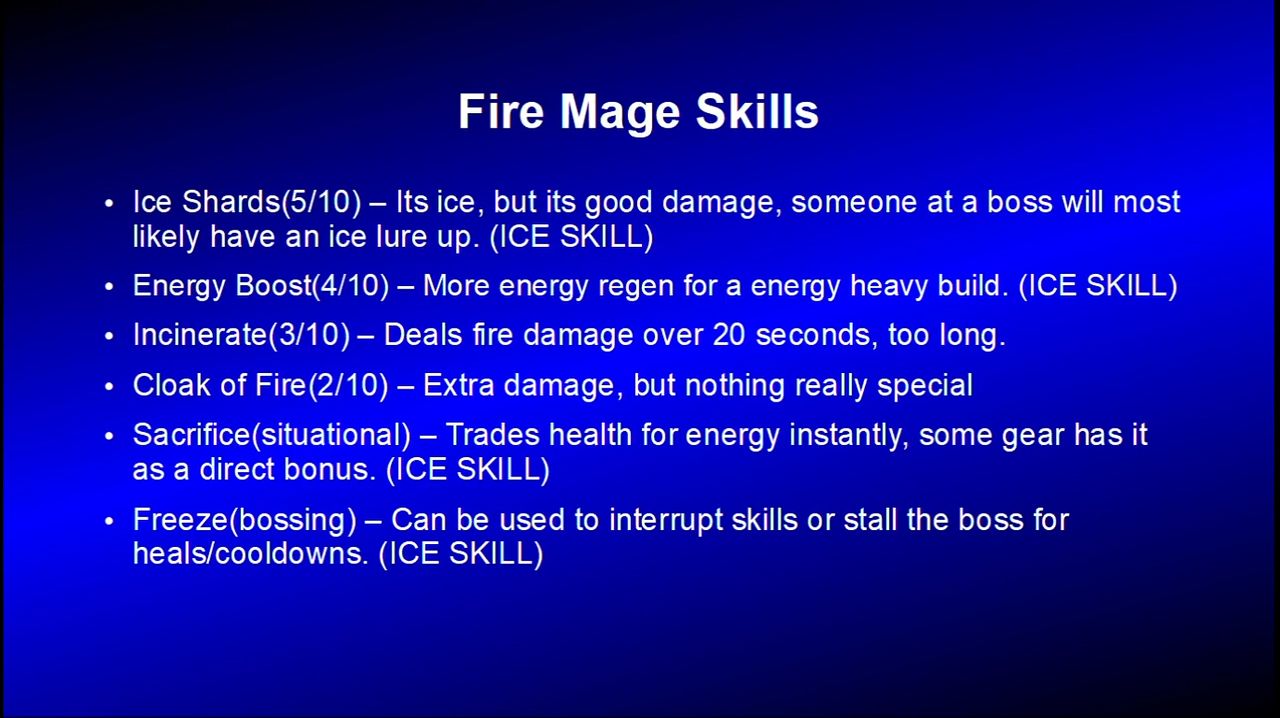 Fire Mage Skills
• Ice Shards(5/10) – Its ice, but its good damage, someone at a boss will most
likely have an ice lure up. (ICE SKILL)
• Energy Boost(4/10) – More energy regen for a energy heavy build. (ICE SKILL)
• Incinerate(3/10) – Deals fire damage over 20 seconds, too long.
• Cloak of Fire(2/10) – Extra damage, but nothing really special
• Sacrifice(situational) – Trades health for energy instantly, some gear has it
as a direct bonus. (ICE SKILL)
• Freeze(bossing) – Can be used to interrupt skills or stall the boss for
heals/cooldowns. (ICE SKILL)